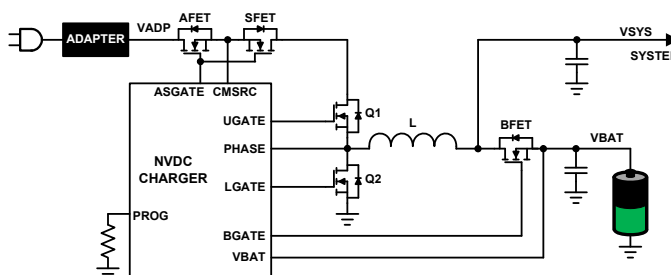 AFET
SFET
VADP
ADAPTER
VSYS
SYSTEM
ASGATE
CMSRC
UGATE
Q1
L
BFET
PHASE
VBAT
NVDC
CHARGER
LGATE
Q2
PROG
BGATE
VBAT